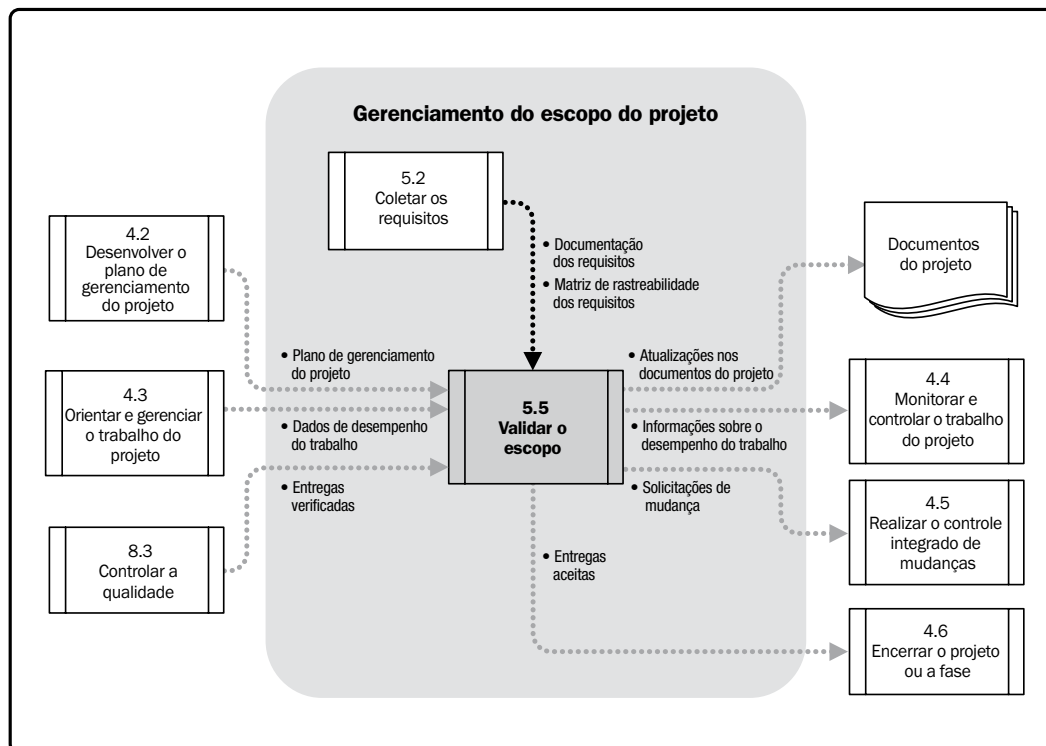 Gerenciamento do escopo do projeto
5.2
Coletar os
requisitos
4.2
Desenvolver o
plano de
gerenciamento
do projeto
Documentos
do projeto
• Documentação
dos requisitos
• Matriz de rastreabilidade
dos requisitos
• Plano de gerenciamento
do projeto
• Atualizações nos
documentos do projeto
4.3
Orientar e gerenciar
o trabalho do
projeto
5.5
Validar o
escopo
4.4
Monitorar e
controlar o trabalho
do projeto
• Dados de desempenho
do trabalho
• Informações sobre
o desempenho do trabalho
• Entregas
verificadas
• Solicitações de
mudança
8.3
Controlar a
qualidade
4.5
Realizar o controle
integrado de
mudanças
• Entregas
aceitas
4.6
Encerrar o projeto
ou a fase